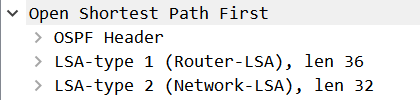 Open Shortest Path First
OSPF Header
LSA-type 1 (Router-LSA), len 36
LSA-type 2 (Network-LSA), len 32